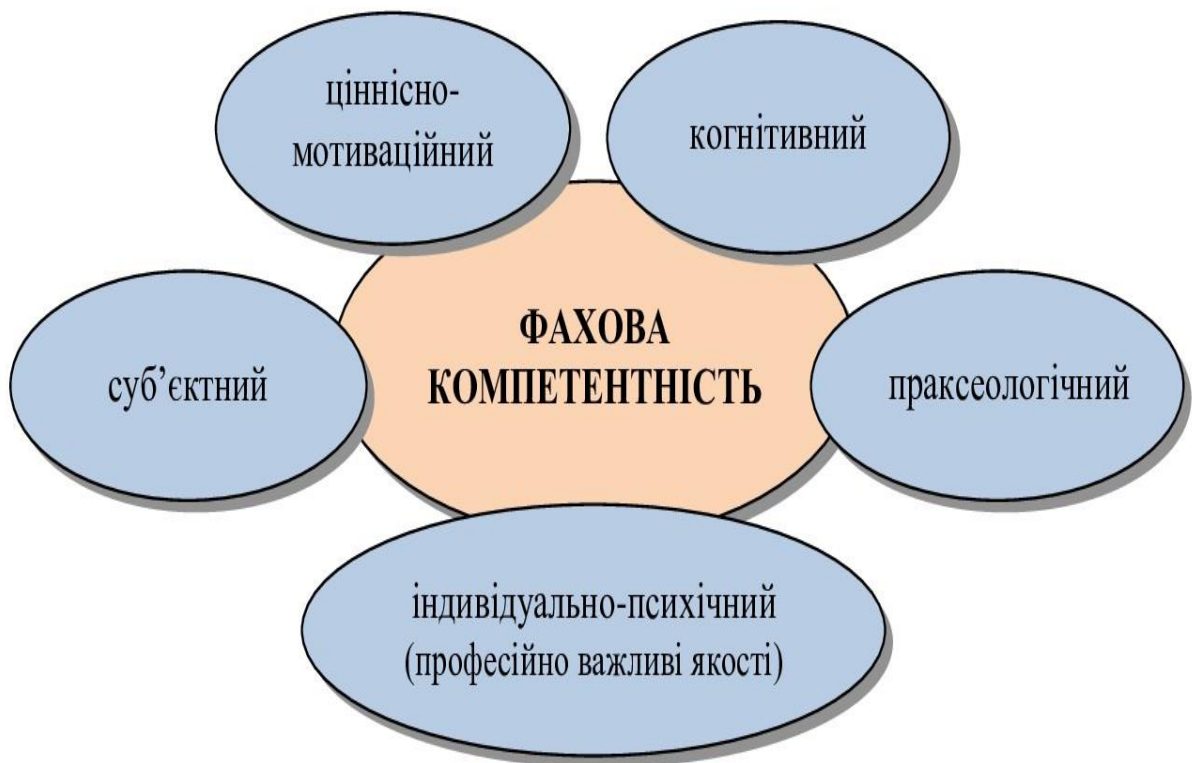 ціннісно-
мотиваційний
когнітивний
ФАХОВА
КОМПЕТЕНТНІСТЬ
суб’єктний
праксеологічний
індивідуально-психічний
(професійно важливі якості)